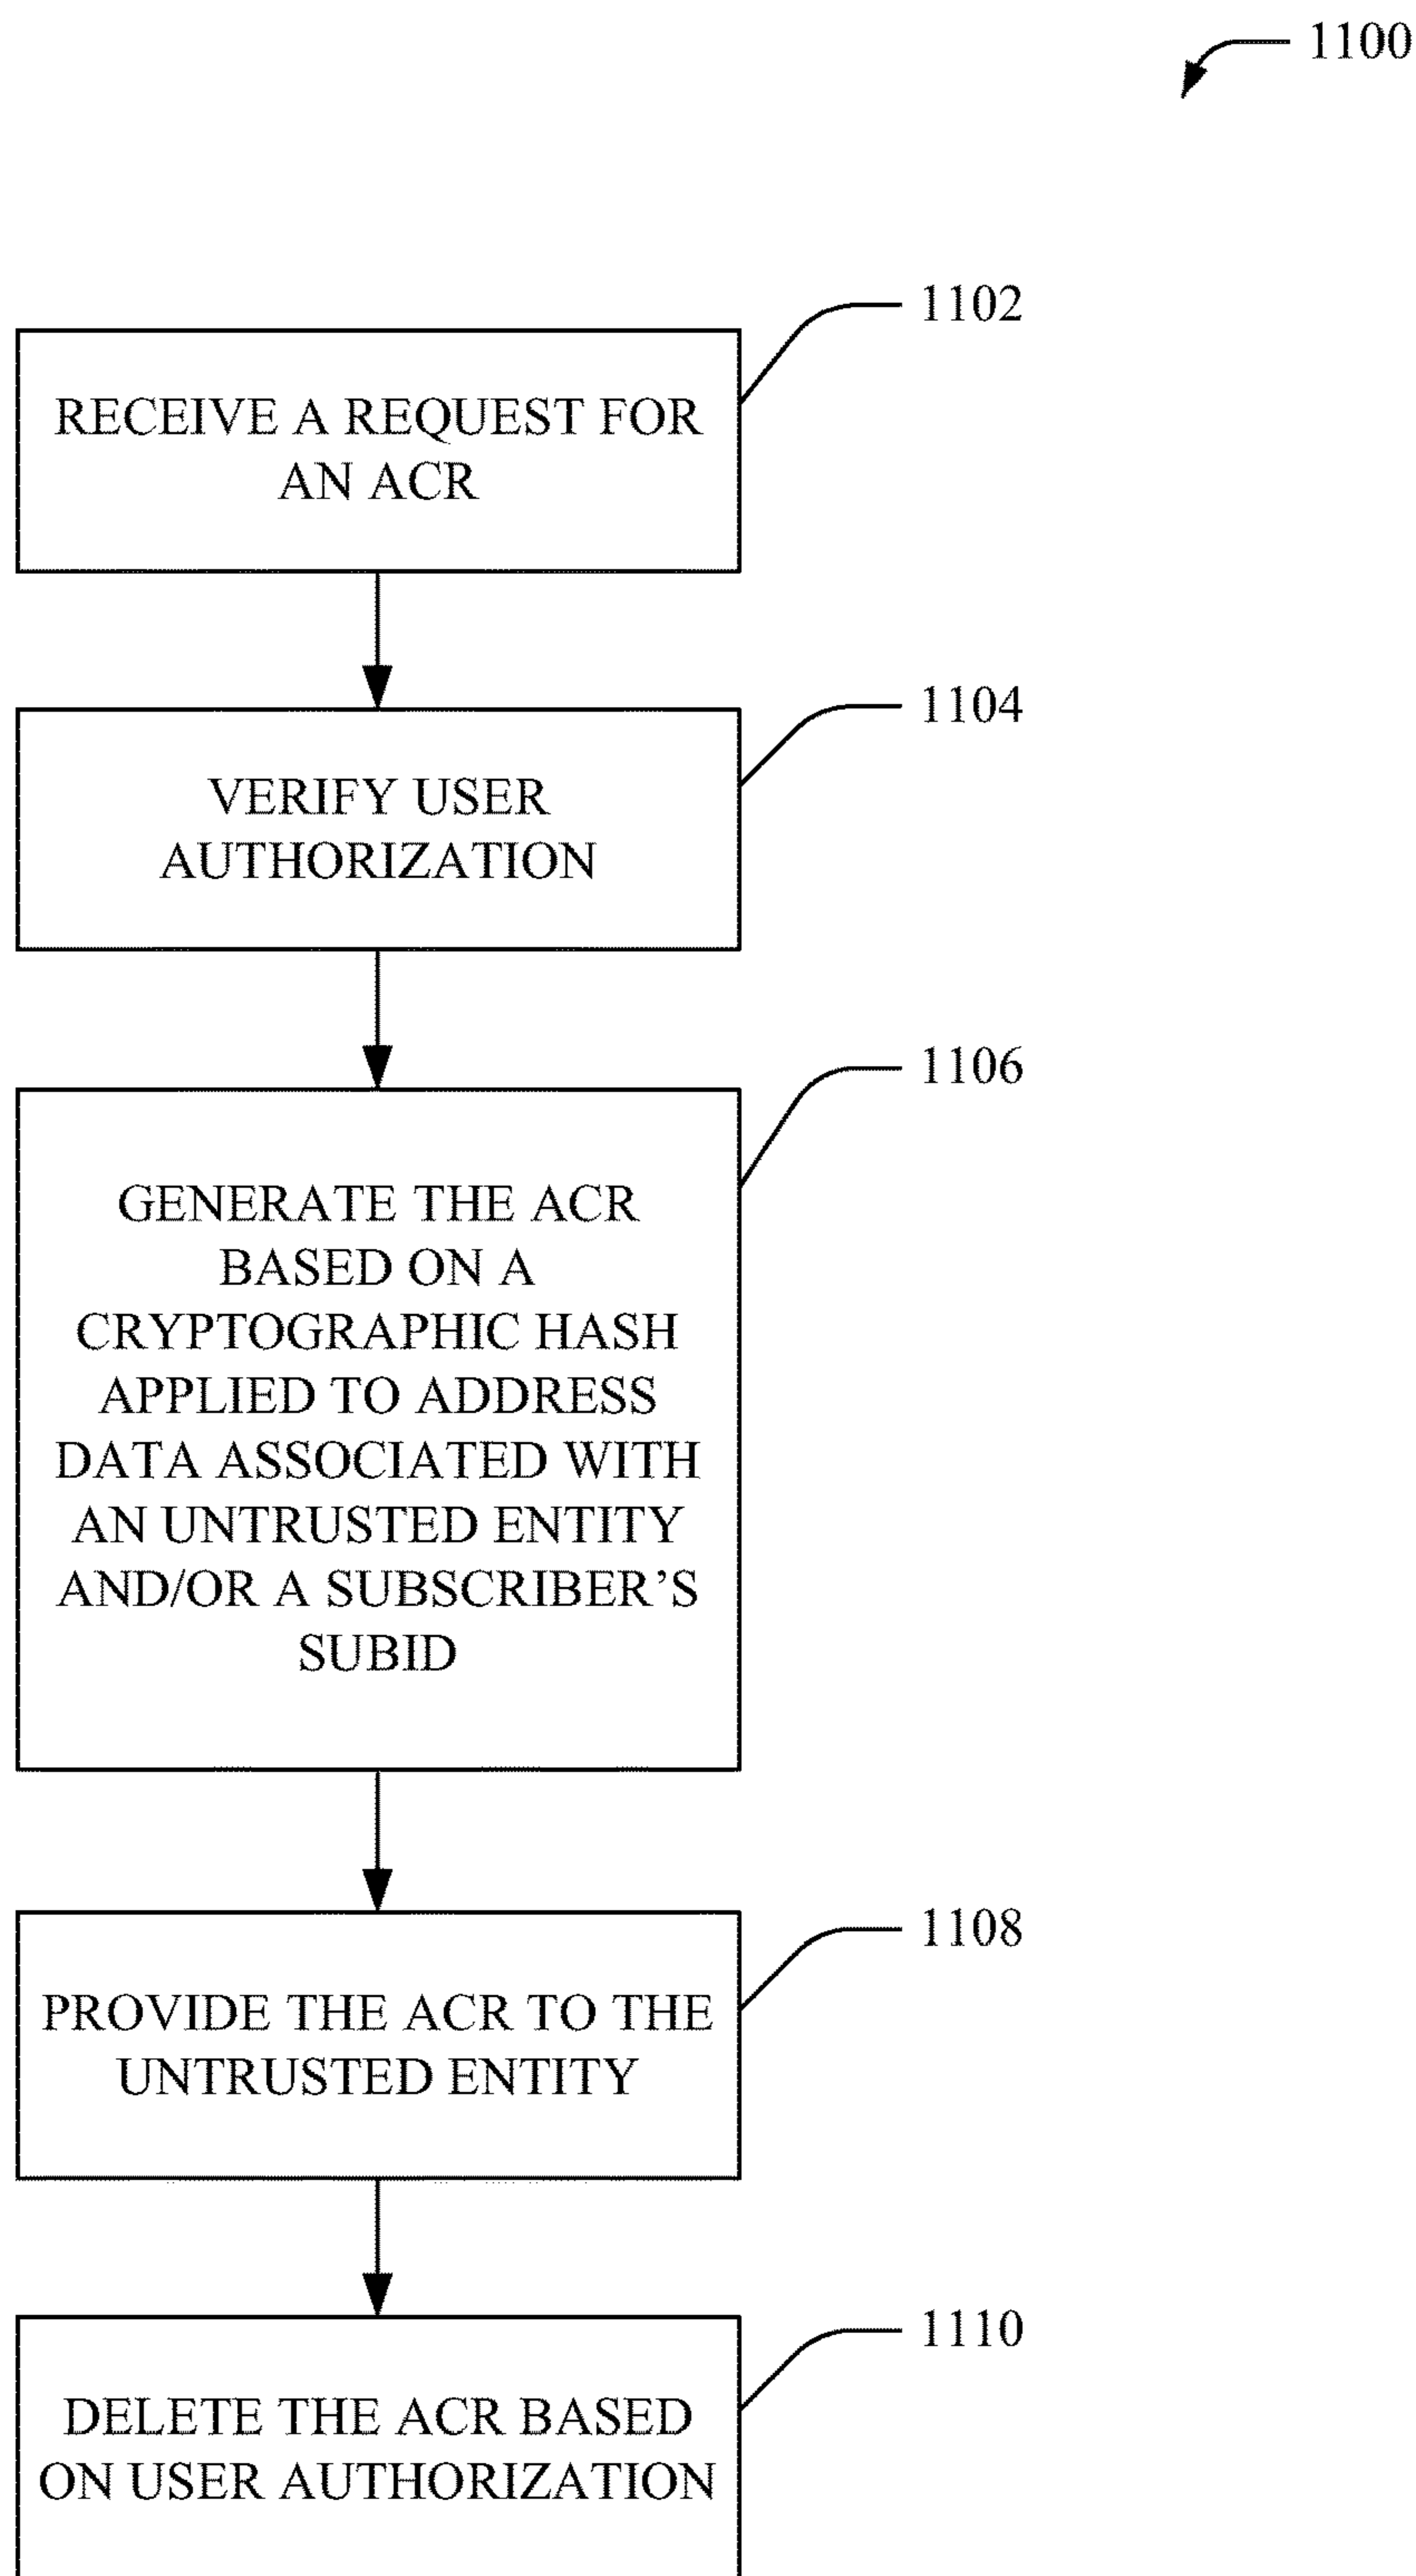 1100
1102
RECEIVE A REQUEST FOR
AN ACR
1104
VERIFY USER
AUTHORIZATION
1106
GENERATE THE ACR
BASED ON A
CRYPTOGRAPHIC HASH
APPLIED TO ADDRESS
DATA ASSOCIATED WITH
AN UNTRUSTED ENTITY
AND/OR A SUBSCRIBER’S
SUBID
1108
PROVIDE THE ACR TO THE
UNTRUSTED ENTITY
1110
DELETE THE ACR BASED
ON USER AUTHORIZATION